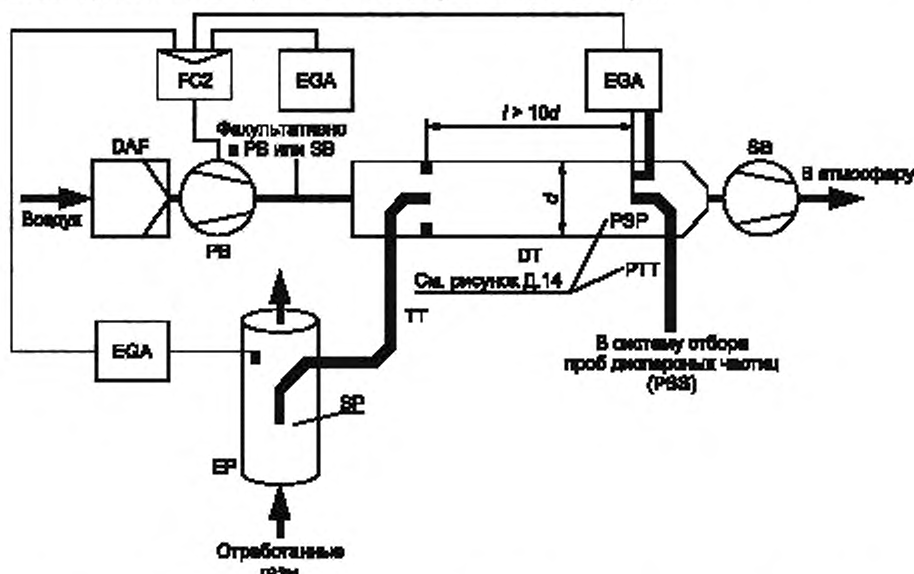 FC2
EGA
EGA
l > 10d
Факультативно
в PB или SB
DAF
SB
В атмосферу
Воздух
d
PB
PSP
DT
См. рисунок Д.14
PTT
TT
EGA
В систему отбора
проб дисперсных частиц
(PSS)
SP
EP
Отработанные
газы